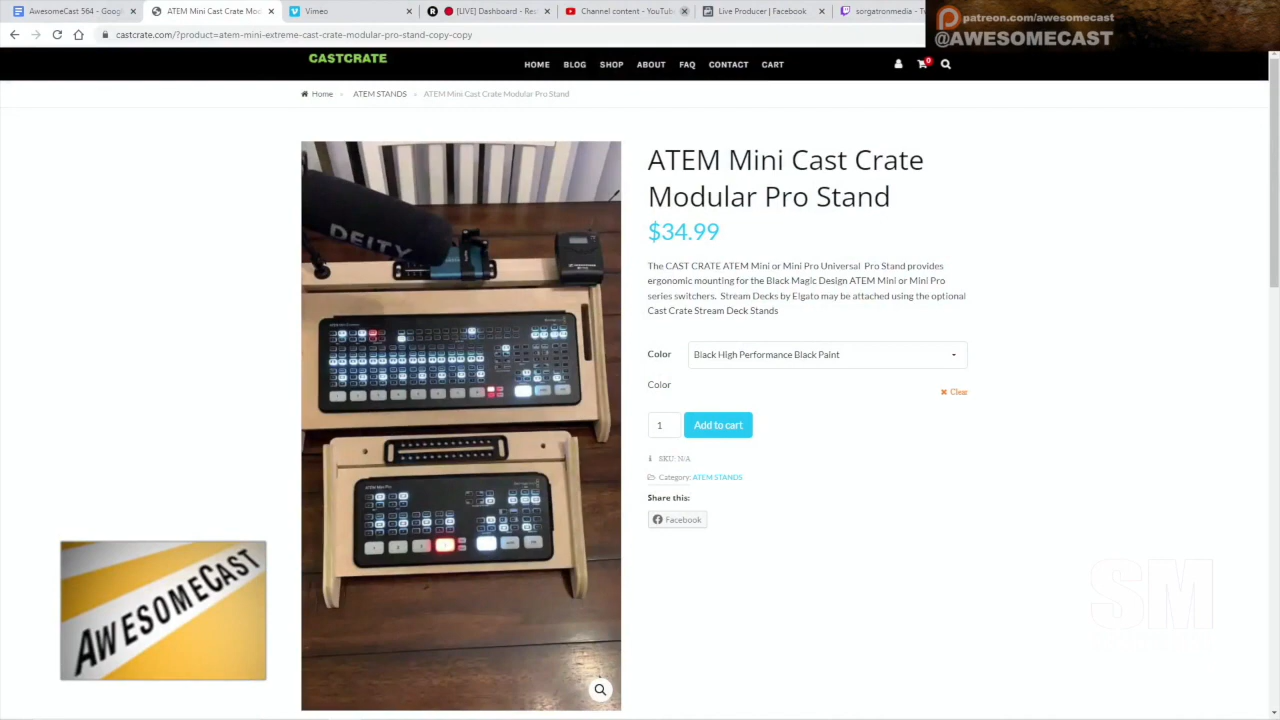 AwesomeCast 564 - Googl
ATEM Mini Cast Crate Mod
Vimeo
[LIVE] Dashboard - Re
Channel content - YouTub
Live Producer | Facebook
sorgatronmedia - Tw
patreon.com/awesomecast
@AWESOMECAST
castcrate.com/?product=atem-mini-extreme-cast-crate-modular-pro-stand-copy-copy
CASTCRATE
HOME BLOG SHOP ABOUT FAQ CONTACT CART
0
Home » ATEM STANDS » ATEM Mini Cast Crate Modular Pro Stand
DEITY
ATEM Mini Pro
ATEM Mini Cast Crate
Modular Pro Stand
$34.99
The CAST CRATE ATEM Mini or Mini Pro Universal Pro Stand provides
ergonomic mounting for the Black Magic Design ATEM Mini or Mini Pro
series switchers. Stream Decks by Elgato may be attached using the optional
Cast Crate Stream Deck Stands
Color Black High Performance Black Paint
Color
Clear
1 Add to cart
SKU: N/A
Category: ATEM STANDS
Share this:
Facebook
AWESOMECAST
SM